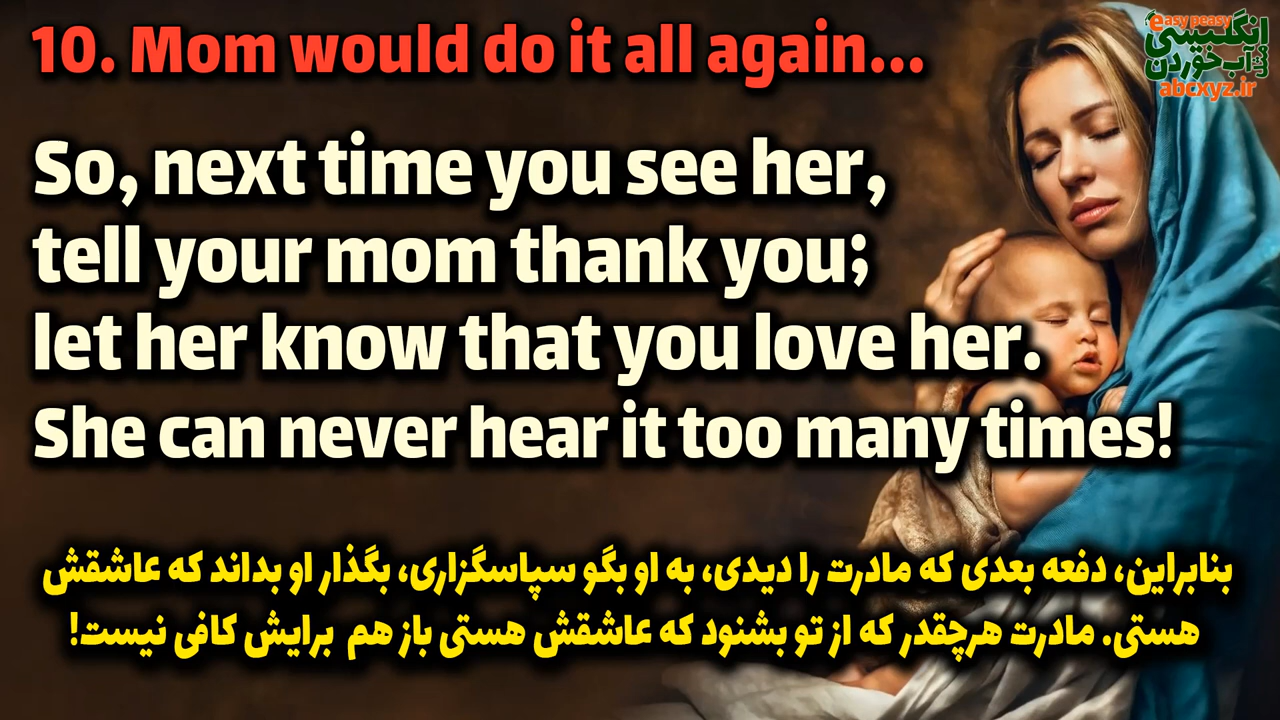 10. Mom would do it all again...
easy peasy
انگلیسی
آب خوردن
abcxyz.ir
So, next time you see her,
tell your mom thank you;
let her know that you love her.
She can never hear it too many times!
بنابراین، دفعه بعدی که مادرت را دیدی، به او بگو سپاسگزاری، بگذار او بداند که عاشقش
هستی. مادرت هرچقدر که از تو بشنود که عاشقش هستی باز هم برایش کافی نیست!